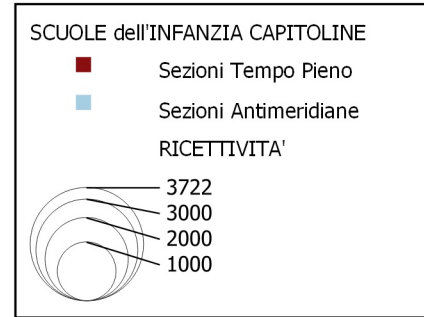 SCUOLE dell'INFANZIA CAPITOLINE
Sezioni Tempo Pieno
Sezioni Antimeridiane
RICETTIVITA'
3722
3000
2000
1000